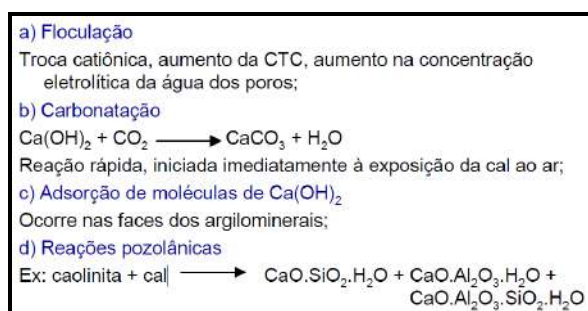 a) Floculação
Troca catiônica, aumento da CTC, aumento na concentração
eletrolítica da água dos poros;
b) Carbonatação
Ca(OH)₂ + CO₂ ⟶ CaCO₃ + H₂O
Reação rápida, iniciada imediatamente à exposição da cal ao ar;
c) Adsorção de moléculas de Ca(OH)₂
Ocorre nas faces dos argilominerais;
d) Reações pozolânicas
Ex: caolinita + cal ⟶ CaO.SiO₂.H₂O + CaO.Al₂O₃.H₂O +
CaO.Al₂O₃.SiO₂.H₂O